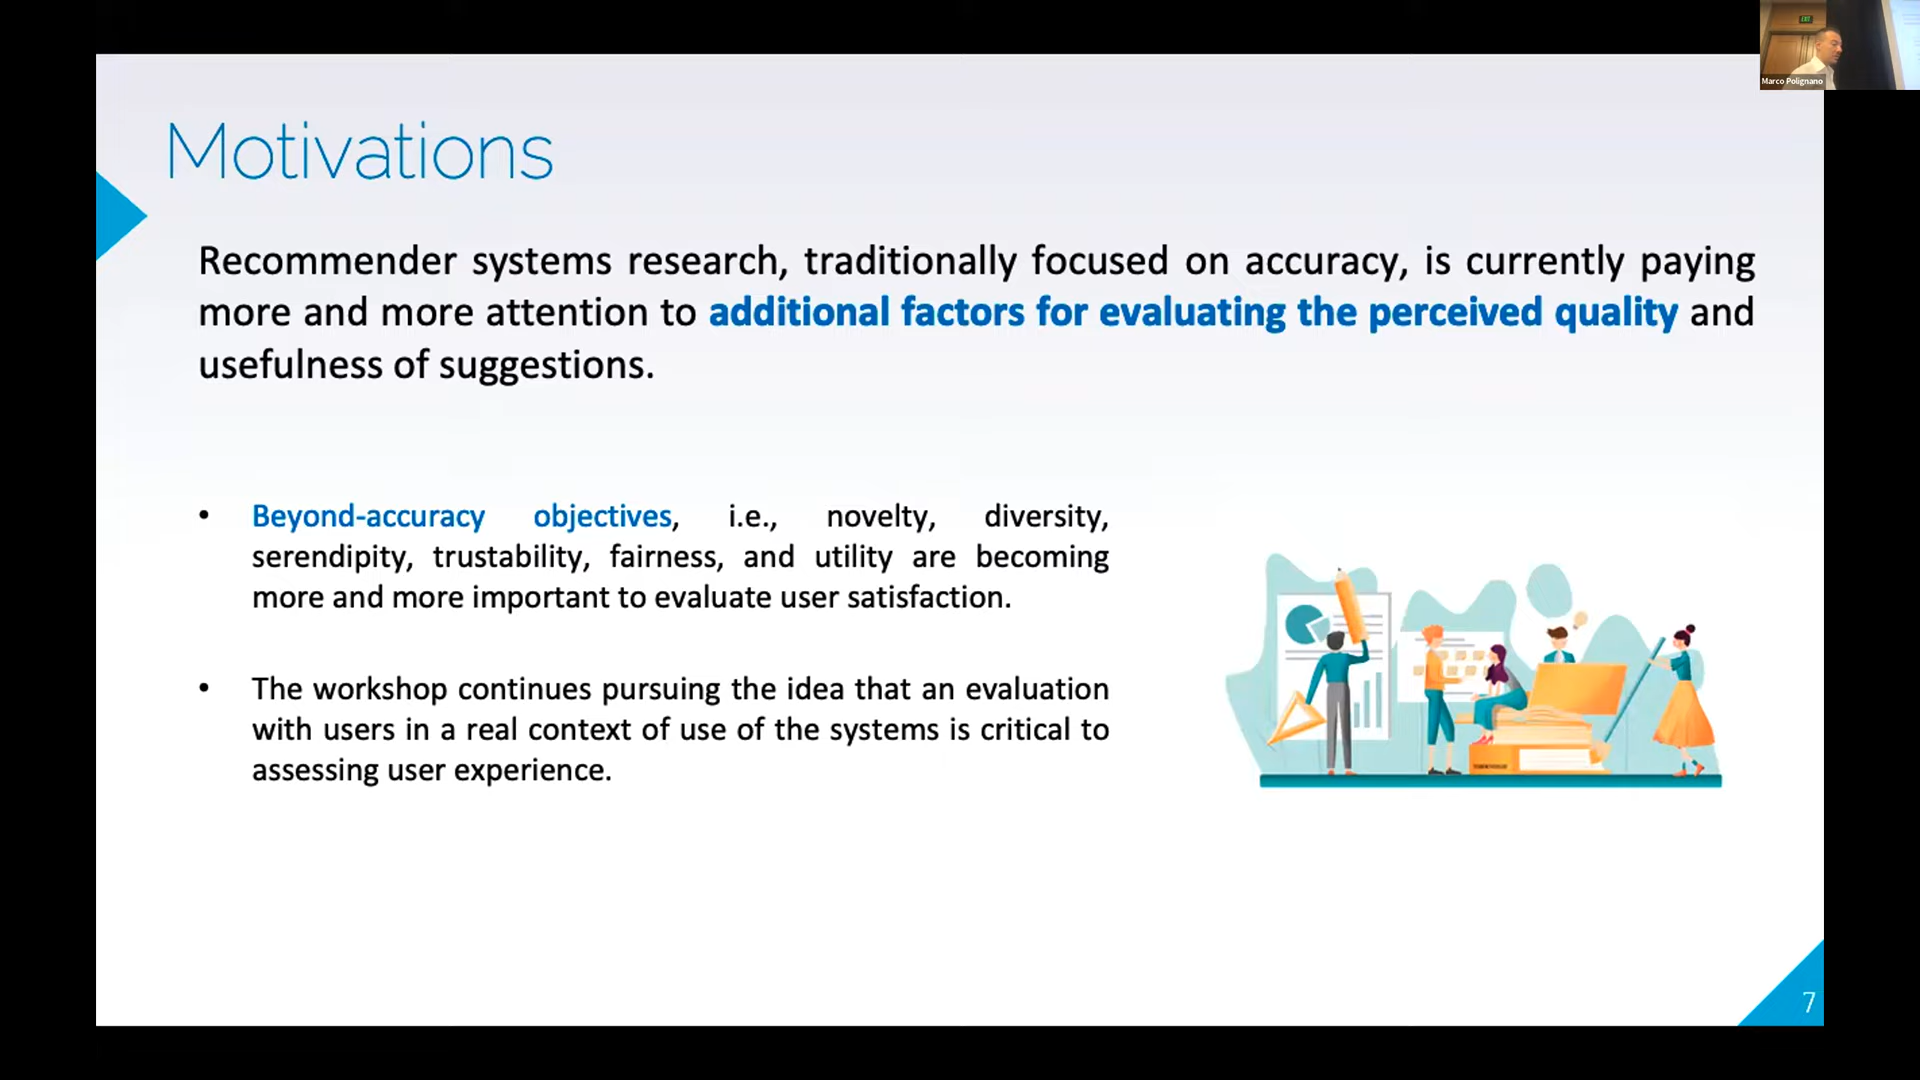 EXIT
Marco Polignano
Motivations
Recommender systems research, traditionally focused on accuracy, is currently paying
more and more attention to additional factors for evaluating the perceived quality and
usefulness of suggestions.
• Beyond-accuracy objectives, i.e., novelty, diversity,
serendipity, trustability, fairness, and utility are becoming
more and more important to evaluate user satisfaction.
• The workshop continues pursuing the idea that an evaluation
with users in a real context of use of the systems is critical to
assessing user experience.
7